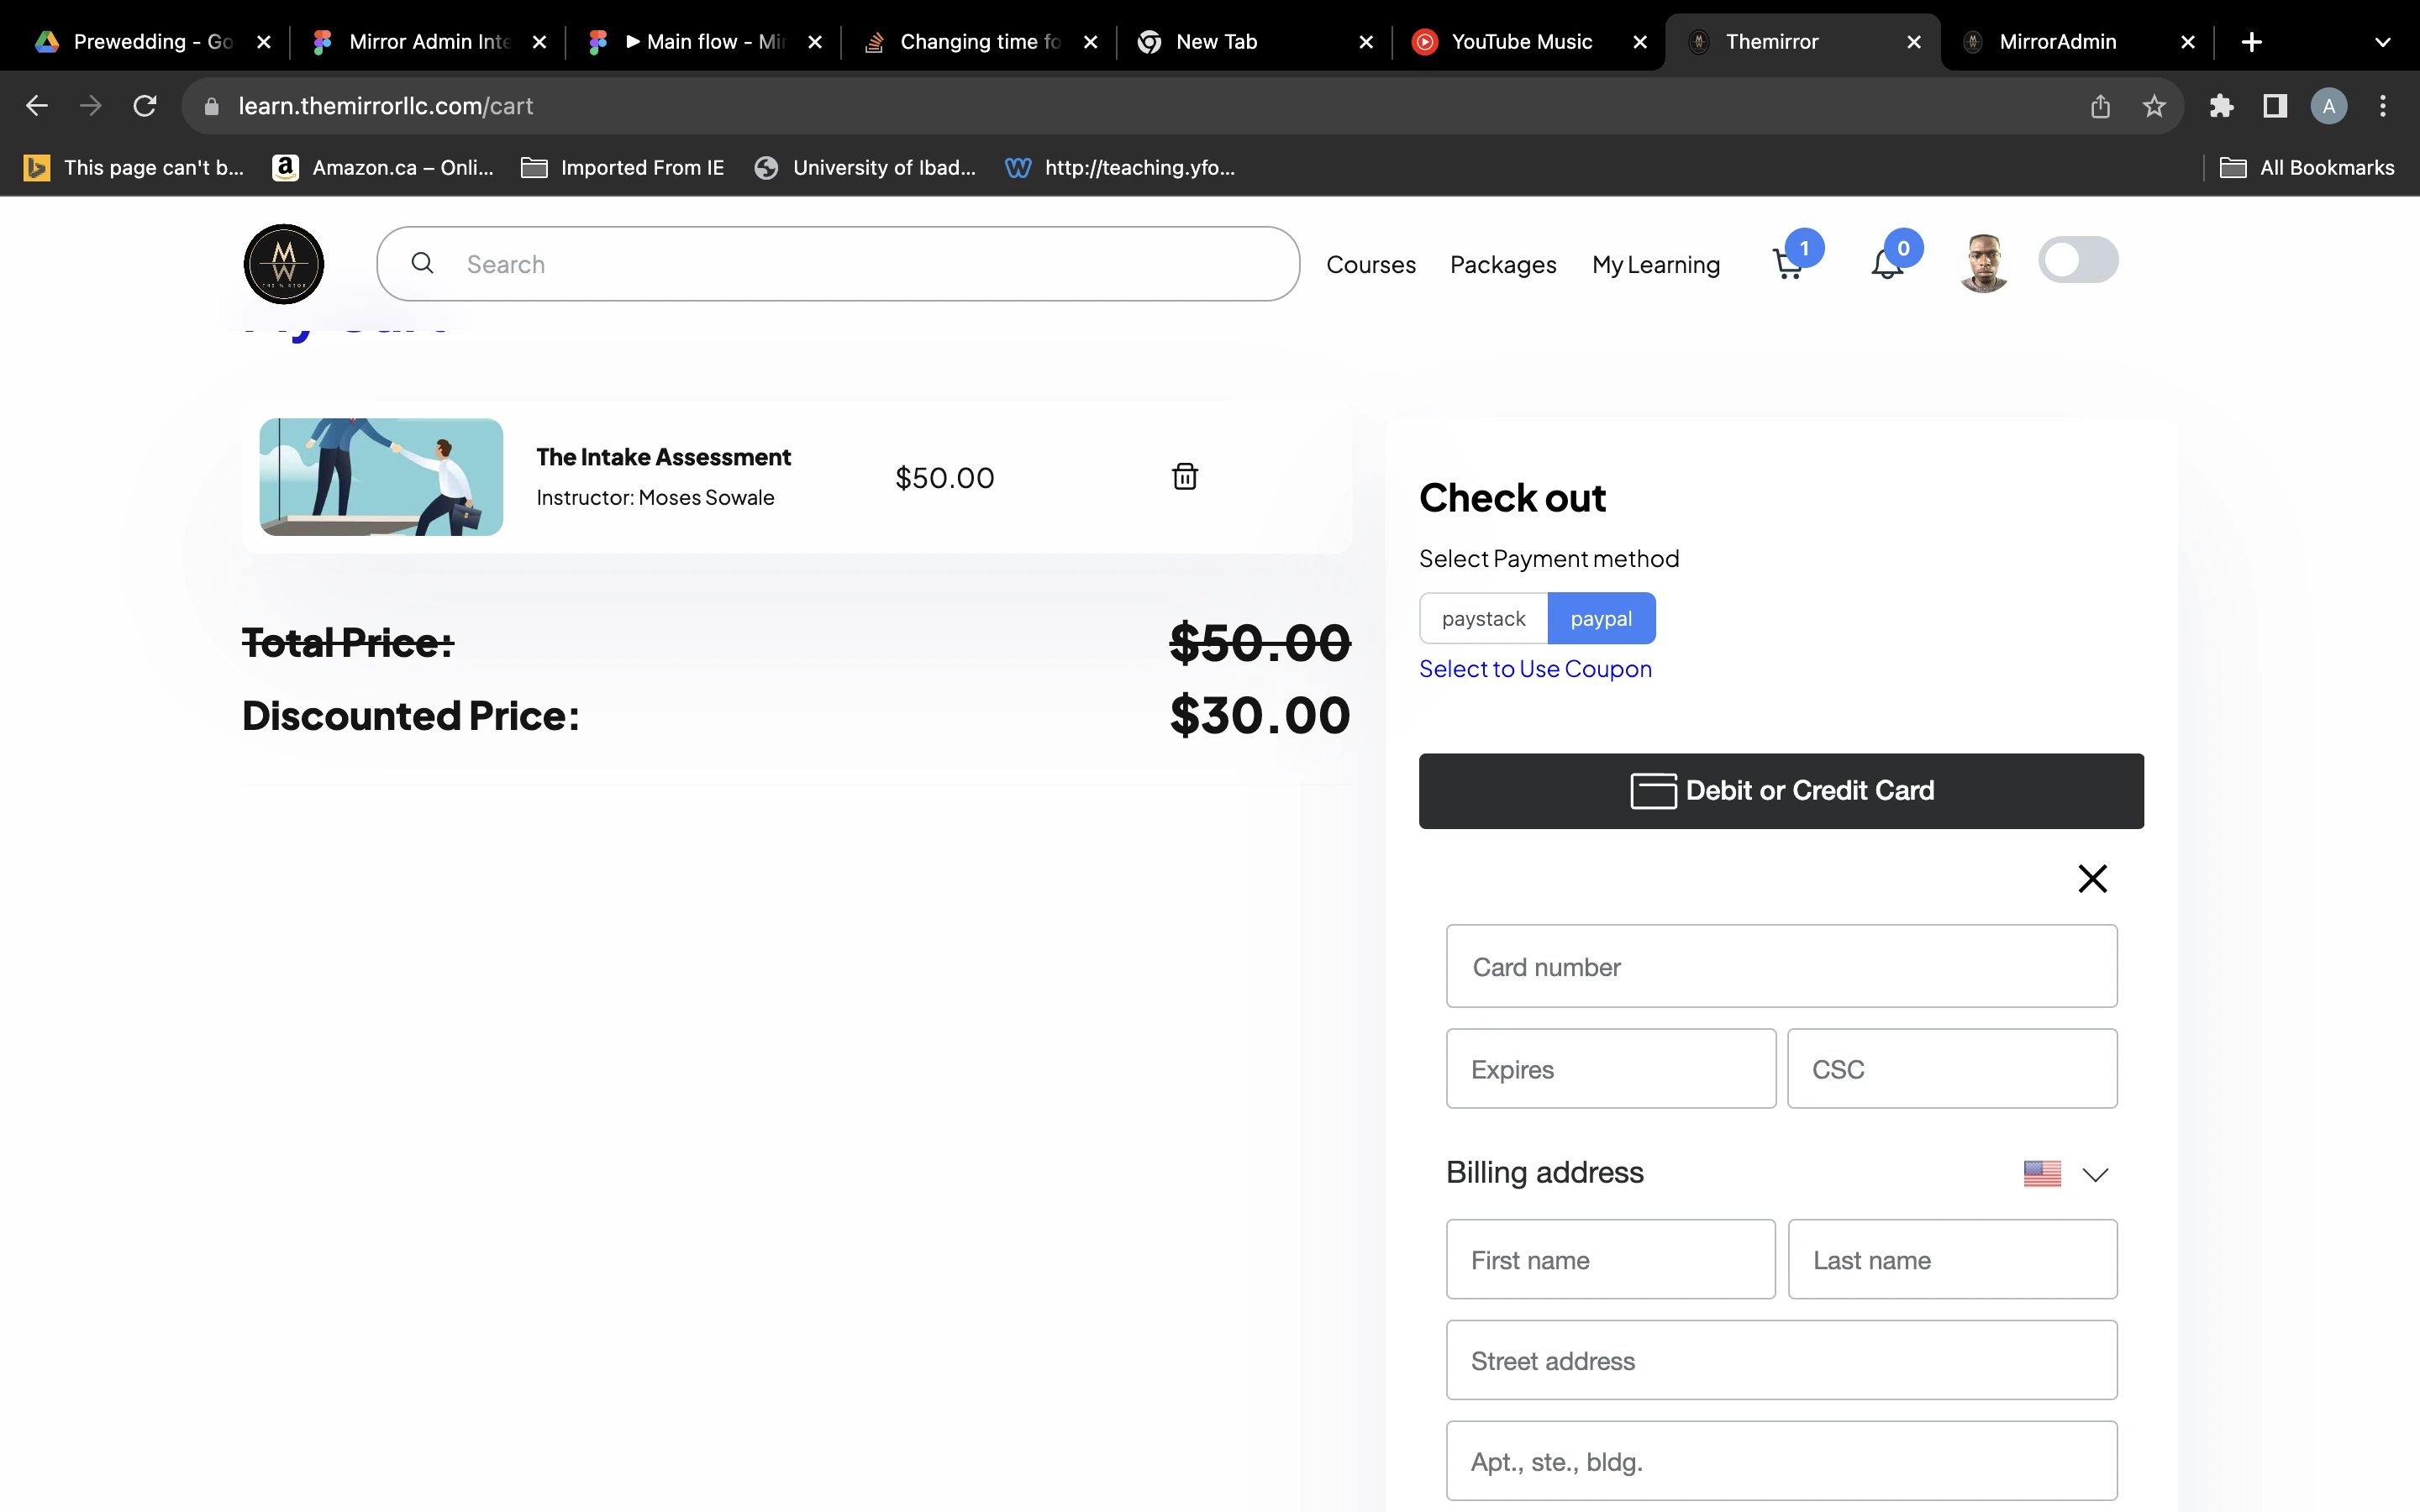 Prewedding - Go
Mirror Admin Inte
Main flow - Mir
Changing time fo
New Tab
YouTube Music
Themirror
MirrorAdmin
learn.themirrorllc.com/cart
A
This page can't b...
Amazon.ca – Onli...
Imported From IE
University of Ibad...
http://teaching.yfo...
All Bookmarks
M
W
Search
Courses
Packages
My Learning
1
0
My Cart
The Intake Assessment
Instructor: Moses Sowale
$50.00
Total Price:
$50.00
Discounted Price:
$30.00
Check out
Select Payment method
paystack
paypal
Select to Use Coupon
Debit or Credit Card
Card number
Expires
CSC
Billing address
First name
Last name
Street address
Apt., ste., bldg.